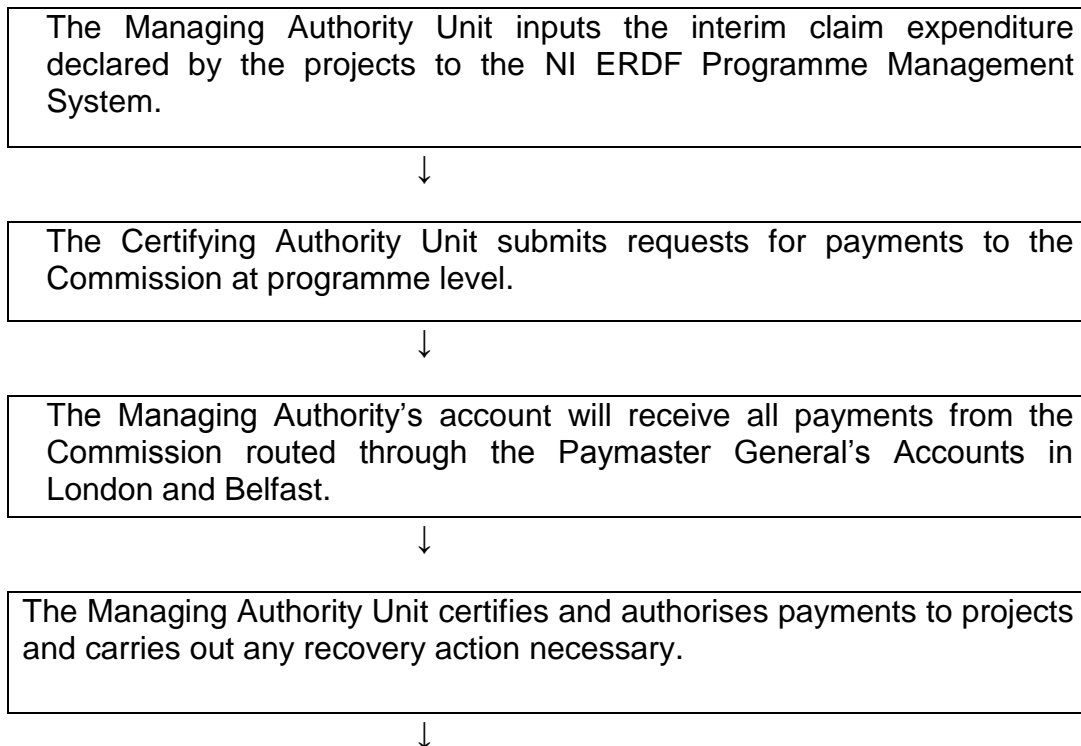 The Managing Authority Unit inputs the interim claim expenditure
declared by the projects to the NI ERDF Programme Management
System.
↓
The Certifying Authority Unit submits requests for payments to the
Commission at programme level.
↓
The Managing Authority’s account will receive all payments from the
Commission routed through the Paymaster General’s Accounts in
London and Belfast.
↓
The Managing Authority Unit certifies and authorises payments to projects
and carries out any recovery action necessary.
↓